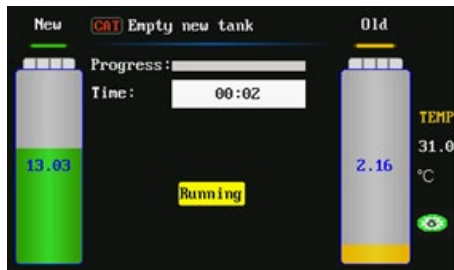 New
CAT Empty new tank
Old
Progress:
Time: 00:02
TEMP
31.0
°C
13.03
2.16
Running